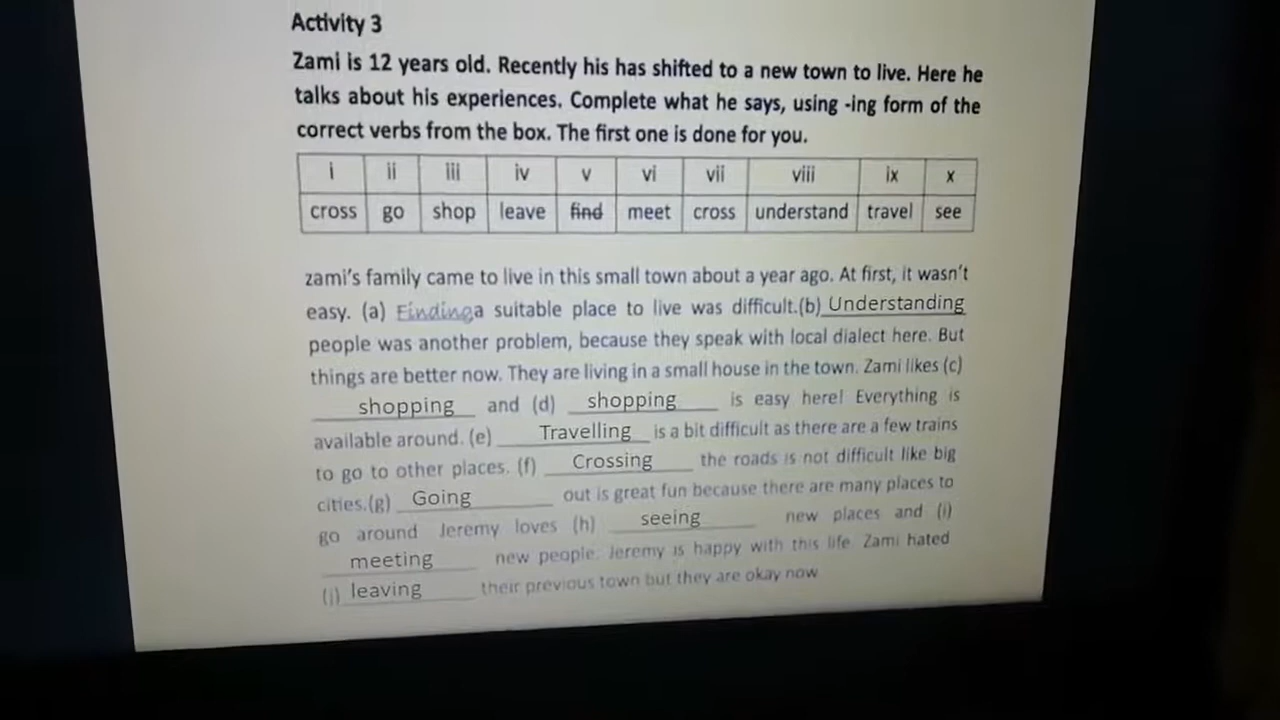 Activity 3
Zami is 12 years old. Recently his has shifted to a new town to live. Here he
talks about his experiences. Complete what he says, using -ing form of the
correct verbs from the box. The first one is done for you.
i ii iii iv v vi vii viii ix x
cross go shop leave find meet cross understand travel see
zami's family came to live in this small town about a year ago. At first, it wasn't
easy. (a) Finding a suitable place to live was difficult.(b) Understanding
people was another problem, because they speak with local dialect here. But
things are better now. They are living in a small house in the town. Zami likes (c)
shopping and (d) shopping is easy here! Everything is
available around. (e) Travelling is a bit difficult as there are a few trains
to go to other places. (f) Crossing the roads is not difficult like big
cities.(g) Going out is great fun because there are many places to
go around Jeremy loves (h) seeing new places and (i)
meeting new people. Jeremy is happy with this life Zami hated
(j) leaving their previous town but they are okay now